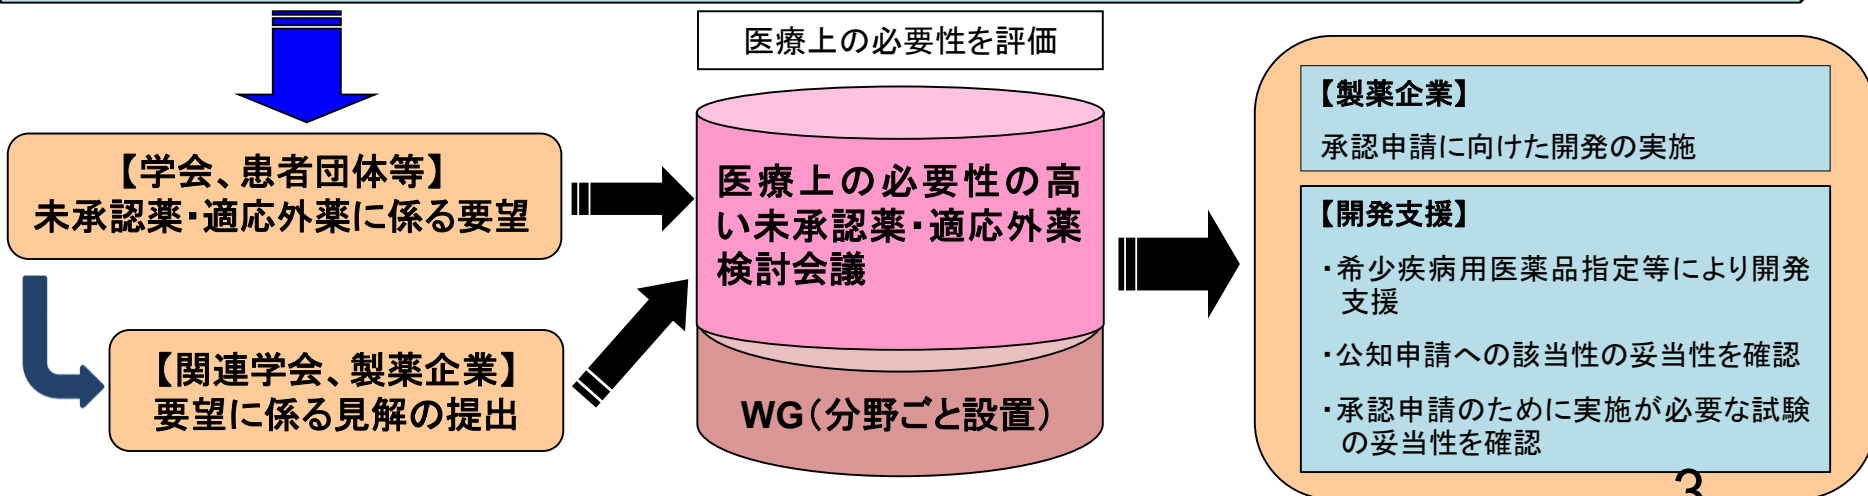 医療上の必要性を評価
【学会、患者団体等】
未承認薬・適応外薬に係る要望
【関連学会、製薬企業】
要望に係る見解の提出
医療上の必要性の高
い未承認薬・適応外薬
検討会議
WG（分野ごと設置）
【製薬企業】
承認申請に向けた開発の実施
【開発支援】
・希少疾病用医薬品指定等により開発
支援
・公知申請への該当性の妥当性を確認
・承認申請のために実施が必要な試験
の妥当性を確認
3